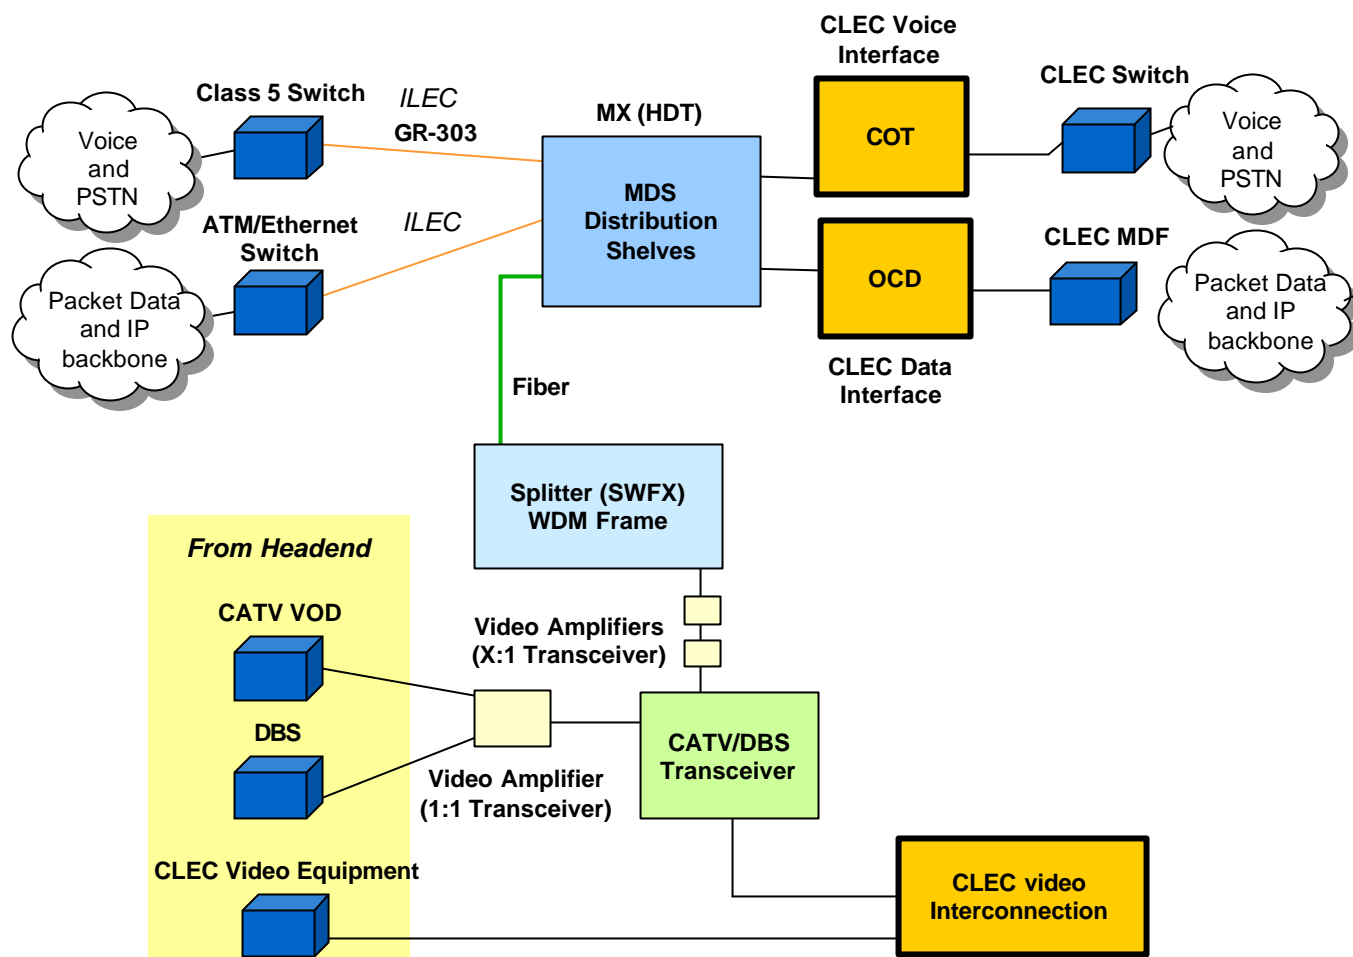 CLEC Voice
Interface
Class 5 Switch
ILEC
GR-303
MX (HDT)
CLEC Switch
Voice
and
PSTN
COT
Voice
and
PSTN
MDS
Distribution
Shelves
ATM/Ethernet
Switch
ILEC
CLEC MDF
Packet Data
and IP
backbone
OCD
Packet Data
and IP
backbone
CLEC Data
Interface
Fiber
Splitter (SWFX)
WDM Frame
From Headend
CATV VOD
Video Amplifiers
(X:1 Transceiver)
DBS
CATV/DBS
Transceiver
Video Amplifier
(1:1 Transceiver)
CLEC Video Equipment
CLEC video
Interconnection